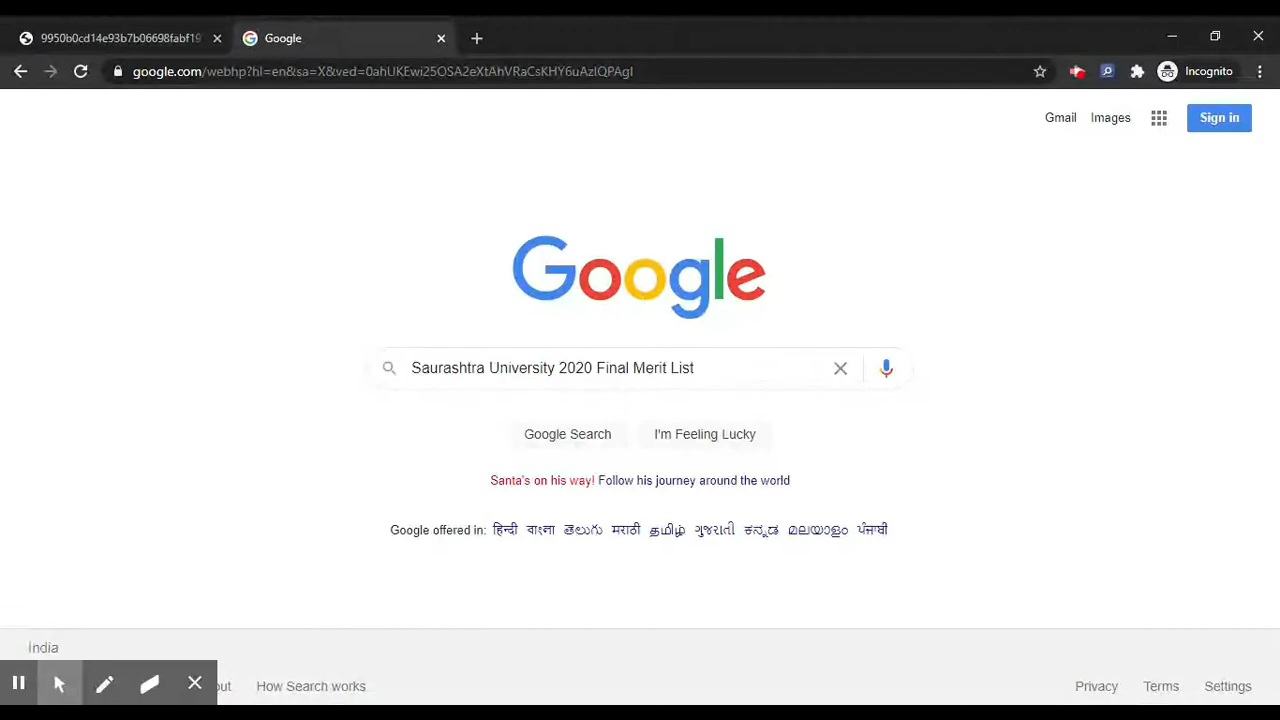 9950b0cd14e93b7b06698fabf19
Google
google.com/webhp?hl=en&sa=X&ved=0ahUKEwi25OSA2eXtAhVRaCsKHY6uAzIQPAgI
Incognito
Gmail Images Sign in
Google
Saurashtra University 2020 Final Merit List
Google Search I'm Feeling Lucky
Santa's on his way! Follow his journey around the world
Google offered in: हिन्दी বাংলা తెలుగు मराठी தமிழ் ગુજરાતી ಕನ್ನಡ മലയാളം ਪੰਜਾਬੀ
India
out How Search works Privacy Terms Settings